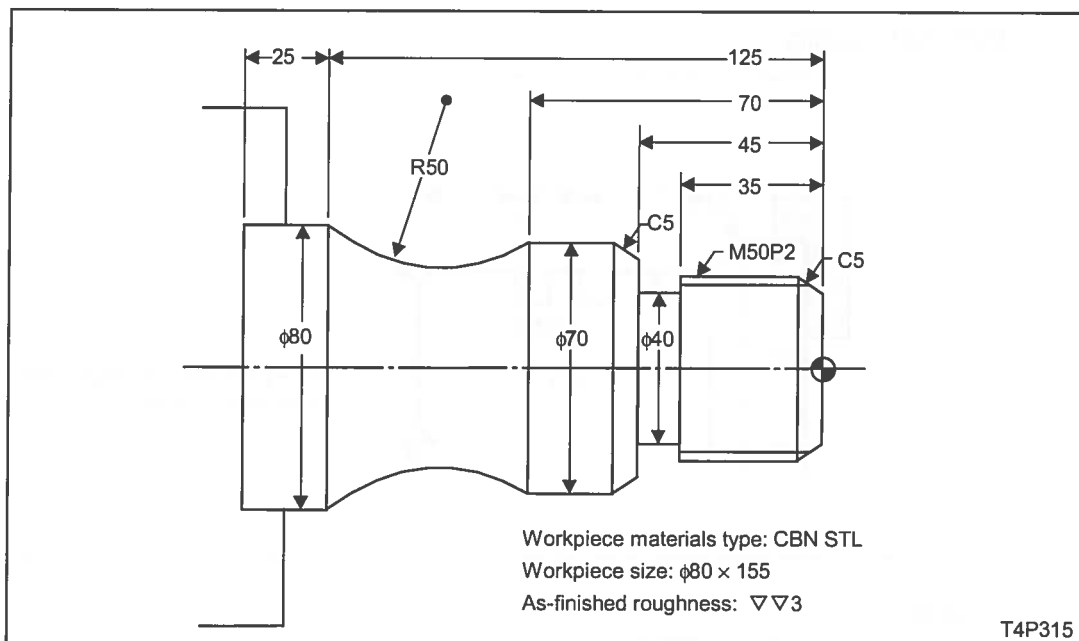 25
125
70
45
35
R50
C5
M50P2
C5
ϕ80
ϕ70
ϕ40
Workpiece materials type: CBN STL
Workpiece size: ϕ80 × 155
As-finished roughness: ▽▽3
T4P315